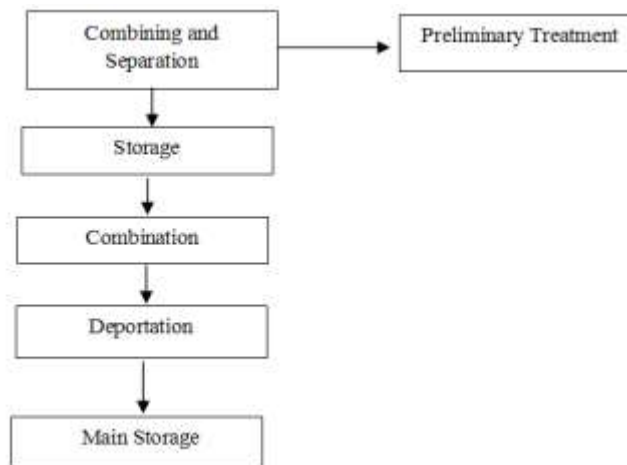 Combining and
Separation
Preliminary Treatment
Storage
Combination
Deportation
Main Storage